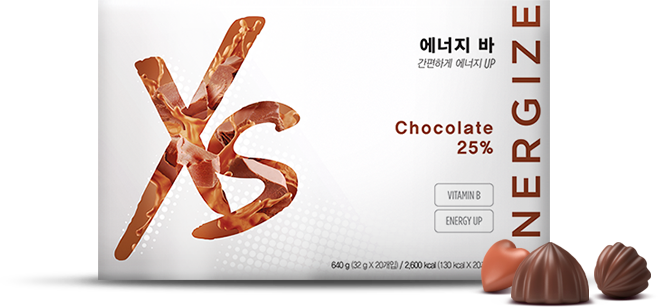 XS
에너지 바
간편하게 에너지 UP
Chocolate
25%
VITAMIN B
ENERGY UP
640 g (32 g X 20개입) / 2,600 kcal (130 kcal X 20
NERGIZE